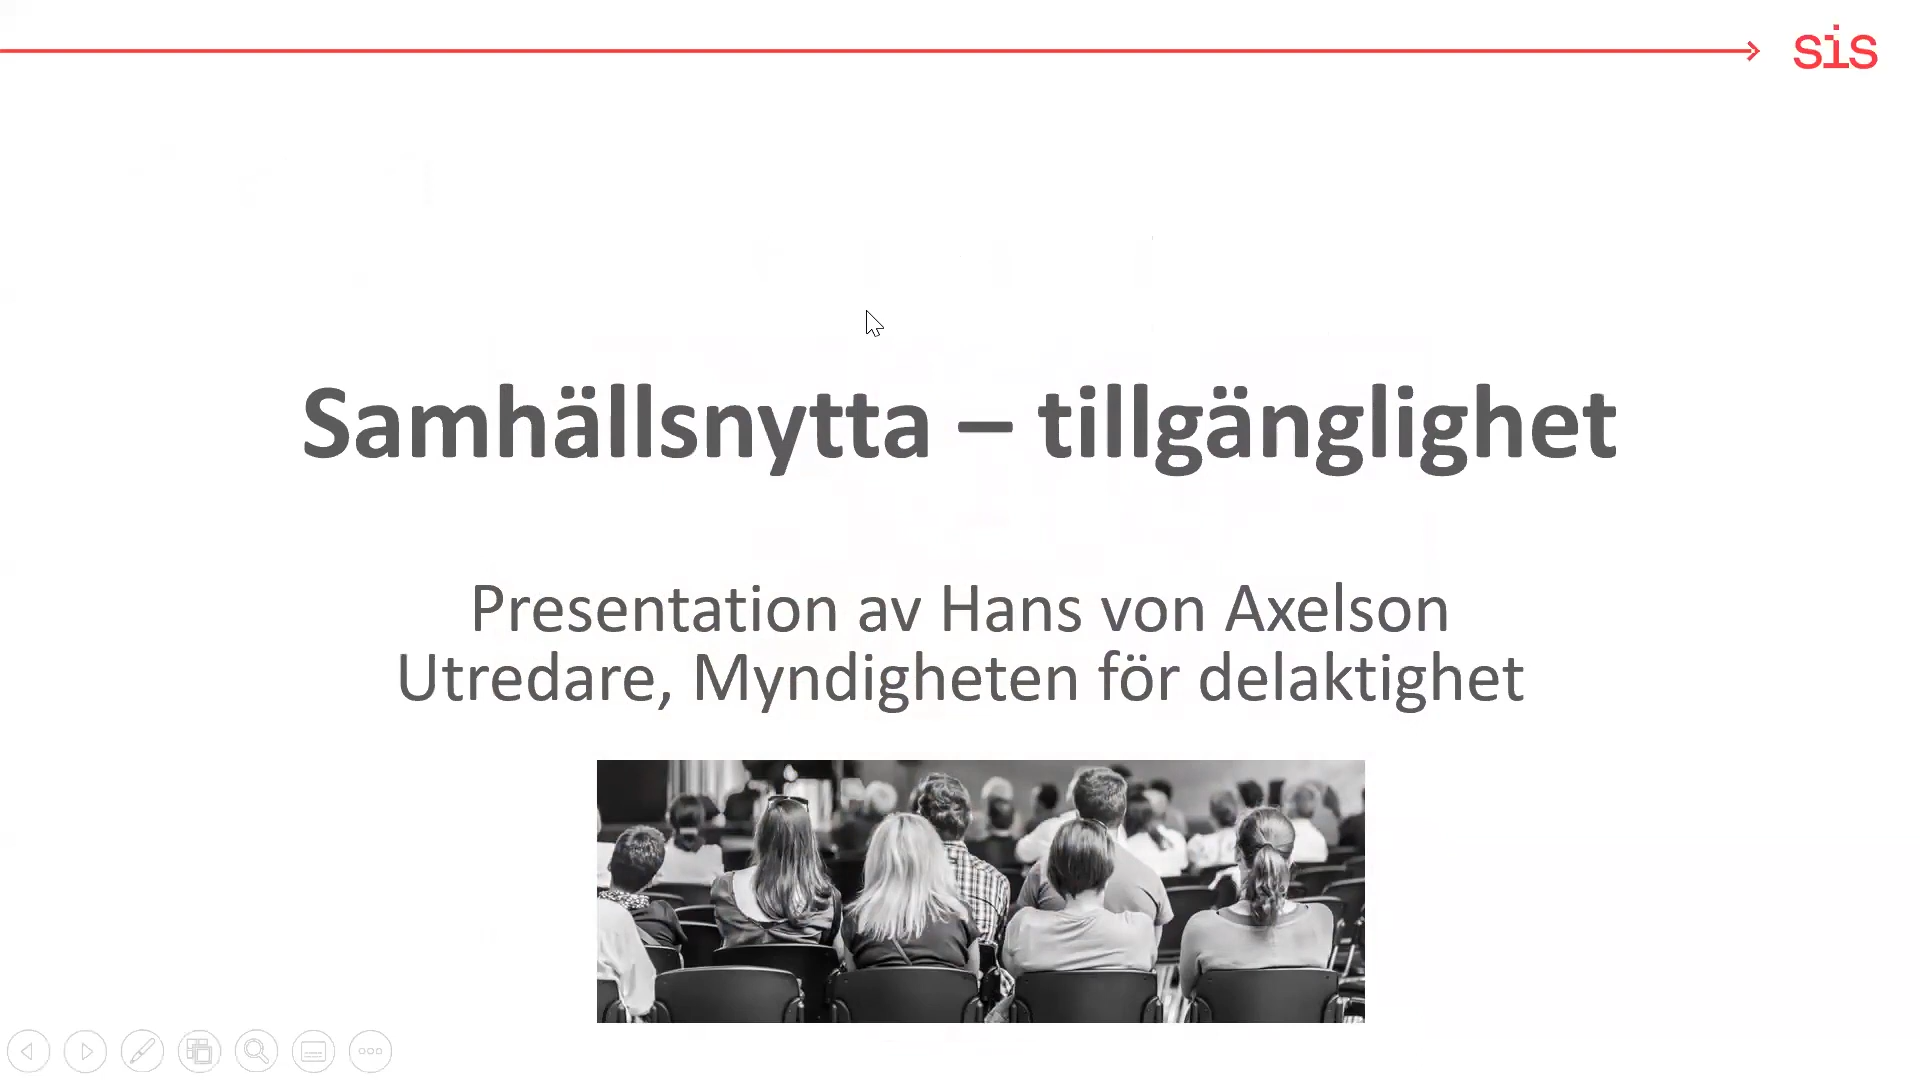 sis
Samhällsnytta – tillgänglighet
Presentation av Hans von Axelson
Utredare, Myndigheten för delaktighet